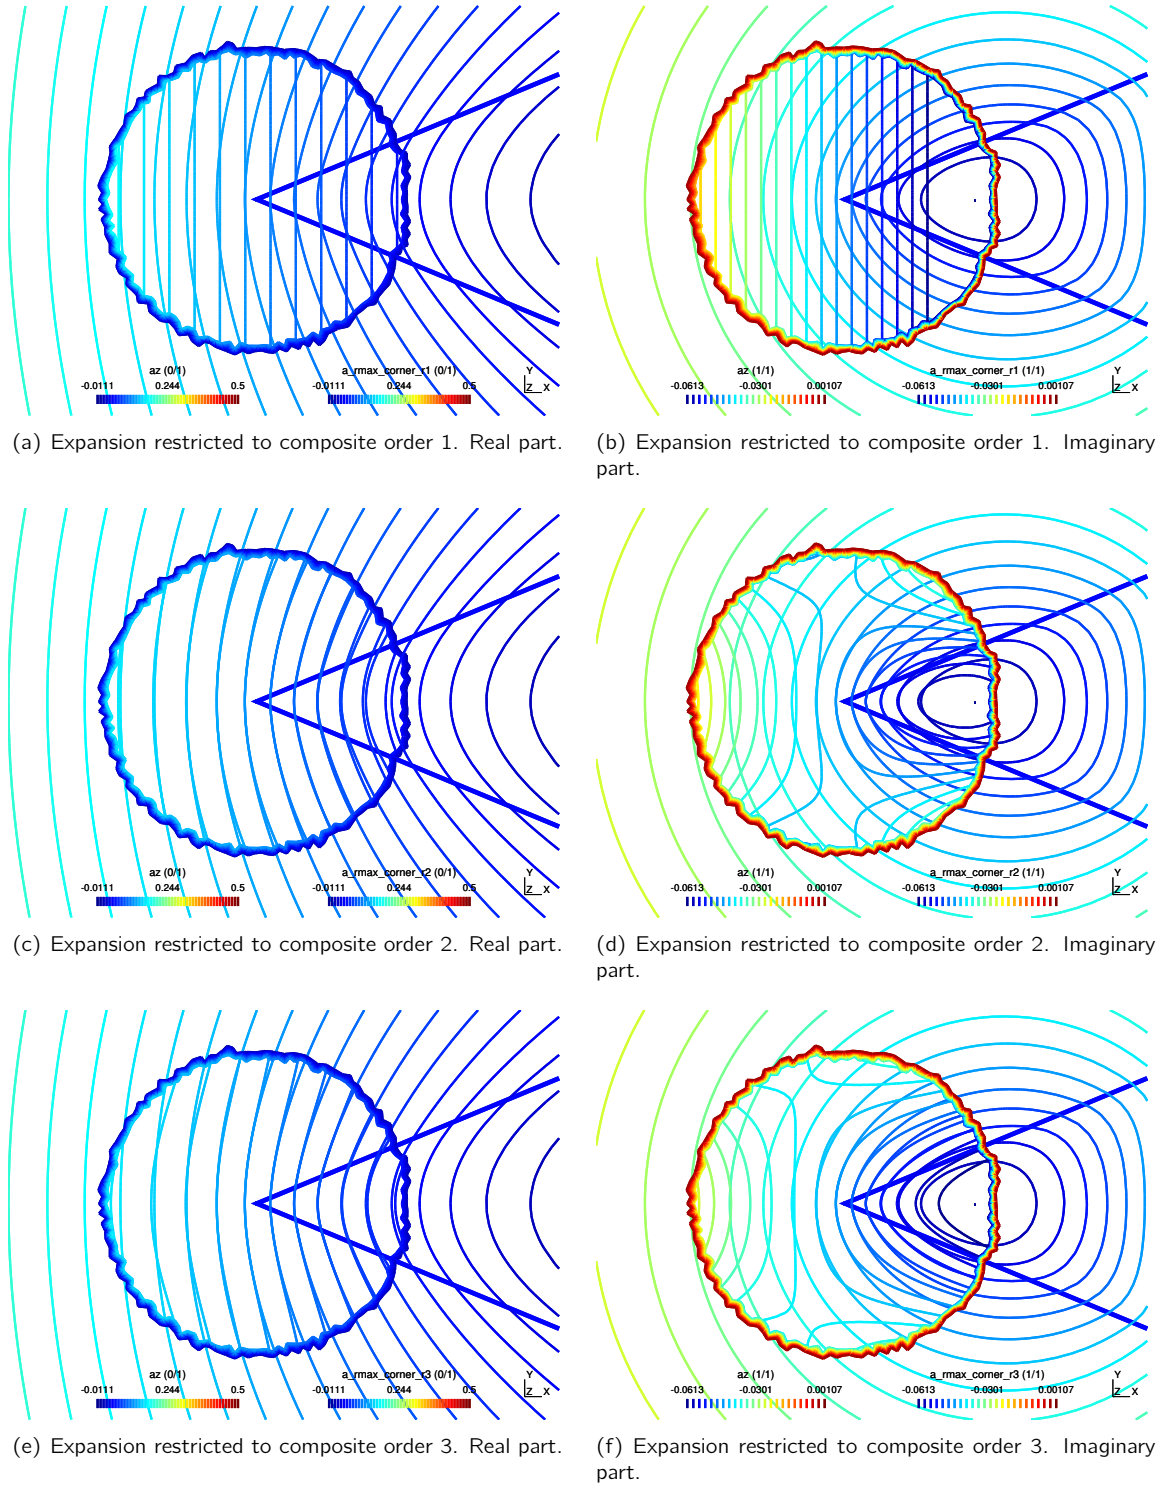 az (0/1)
-0.0111 0.244 0.5
a_rmax_corner_r1 (0/1)
-0.0111 0.244 0.5
Y
Z X
az (1/1)
-0.0613 -0.0301 0.00107
a_rmax_corner_r1 (1/1)
-0.0613 -0.0301 0.00107
Y
Z X
(a) Expansion restricted to composite order 1. Real part.
(b) Expansion restricted to composite order 1. Imaginary
part.
az (0/1)
-0.0111 0.244 0.5
a_rmax_corner_r2 (0/1)
-0.0111 0.244 0.5
Y
Z X
az (1/1)
-0.0613 -0.0301 0.00107
a_rmax_corner_r2 (1/1)
-0.0613 -0.0301 0.00107
Y
Z X
(c) Expansion restricted to composite order 2. Real part.
(d) Expansion restricted to composite order 2. Imaginary
part.
az (0/1)
-0.0111 0.244 0.5
a_rmax_corner_r3 (0/1)
-0.0111 0.244 0.5
Y
Z X
az (1/1)
-0.0613 -0.0301 0.00107
a_rmax_corner_r3 (1/1)
-0.0613 -0.0301 0.00107
Y
Z X
(e) Expansion restricted to composite order 3. Real part.
(f) Expansion restricted to composite order 3. Imaginary
part.